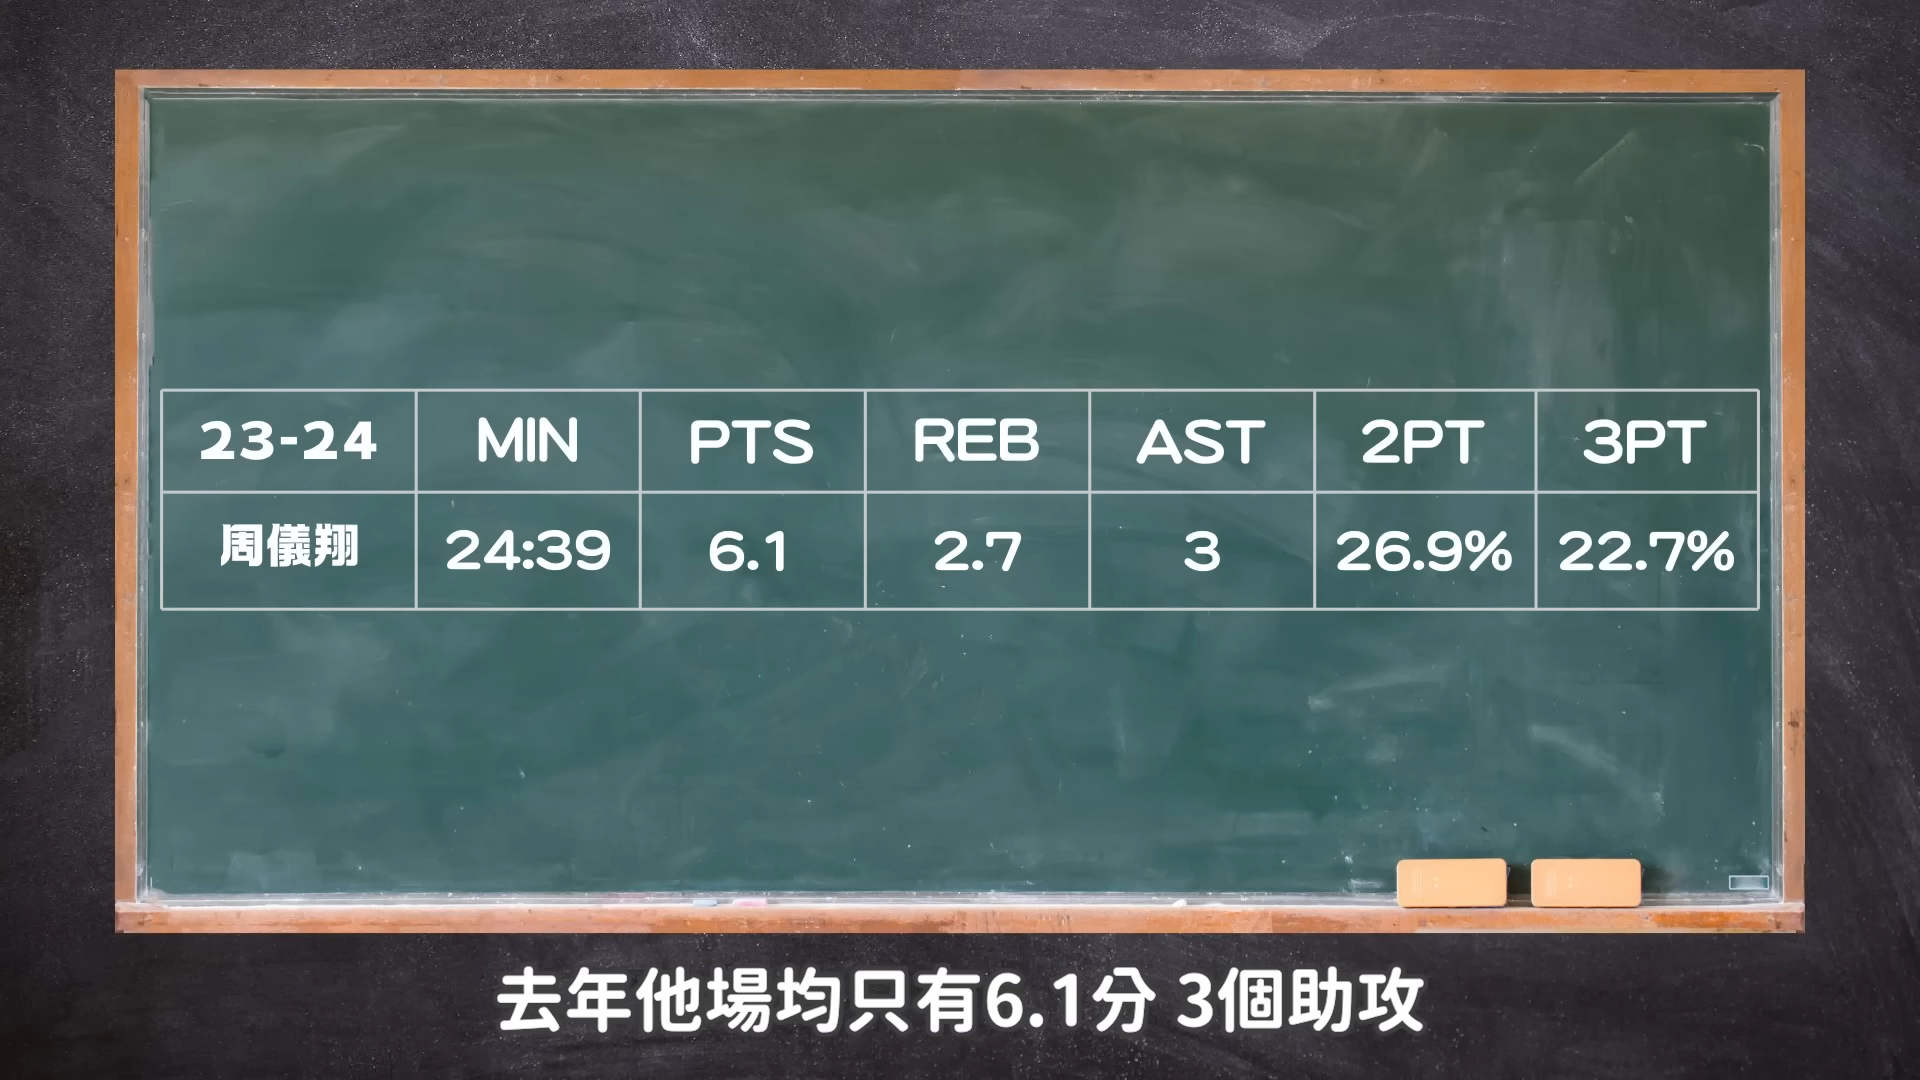 23-24 MIN PTS REB AST 2PT 3PT
周儀翔 24:39 6.1 2.7 3 26.9% 22.7%
去年他場均只有6.1分 3個助攻